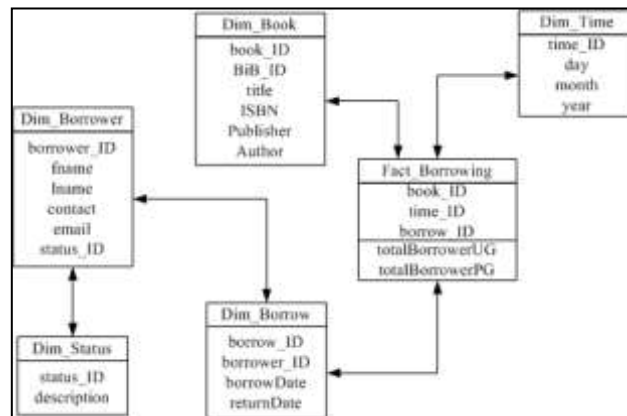 Dim_Book
book_ID
BiB_ID
title
ISBN
Publisher
Author
Dim_Time
time_ID
day
month
year
Dim_Borrower
borrower_ID
fname
lname
contact
email
status_ID
Fact_Borrowing
book_ID
time_ID
borrow_ID
totalBorrowerUG
totalBorrowerPG
Dim_Status
status_ID
description
Dim_Borrow
borrow_ID
borrower_ID
borrowDate
returnDate